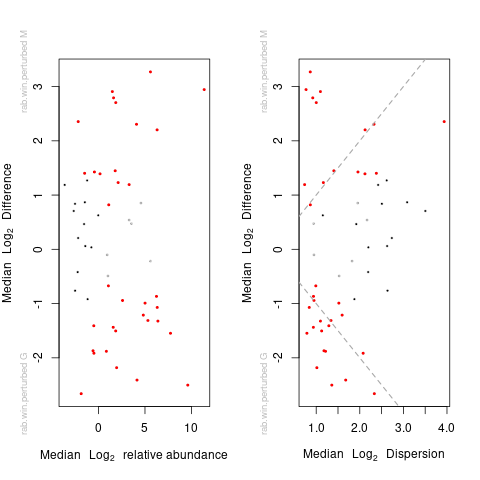 rab.win.perturbed M
rab.win.perturbed G
Median Log2 Difference
3
2
1
0
-1
-2
0 5 10
Median Log2 relative abundance
rab.win.perturbed M
rab.win.perturbed G
Median Log2 Difference
3
2
1
0
-1
-2
1.0 2.0 3.0 4.0
Median Log2 Dispersion